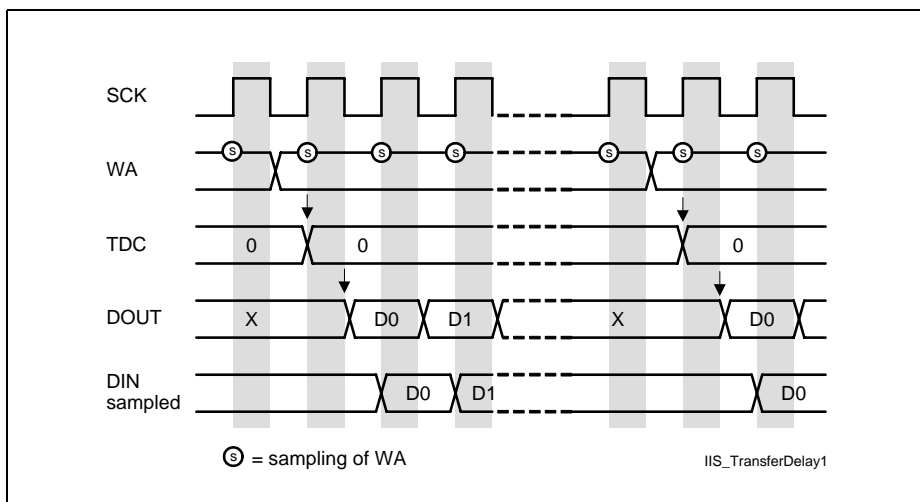 SCK
WA
S S S S S S S
TDC
0 0 0
DOUT
X D0 D1 X D0
DIN
sampled
D0 D1 D0
S = sampling of WA
IIS_TransferDelay1